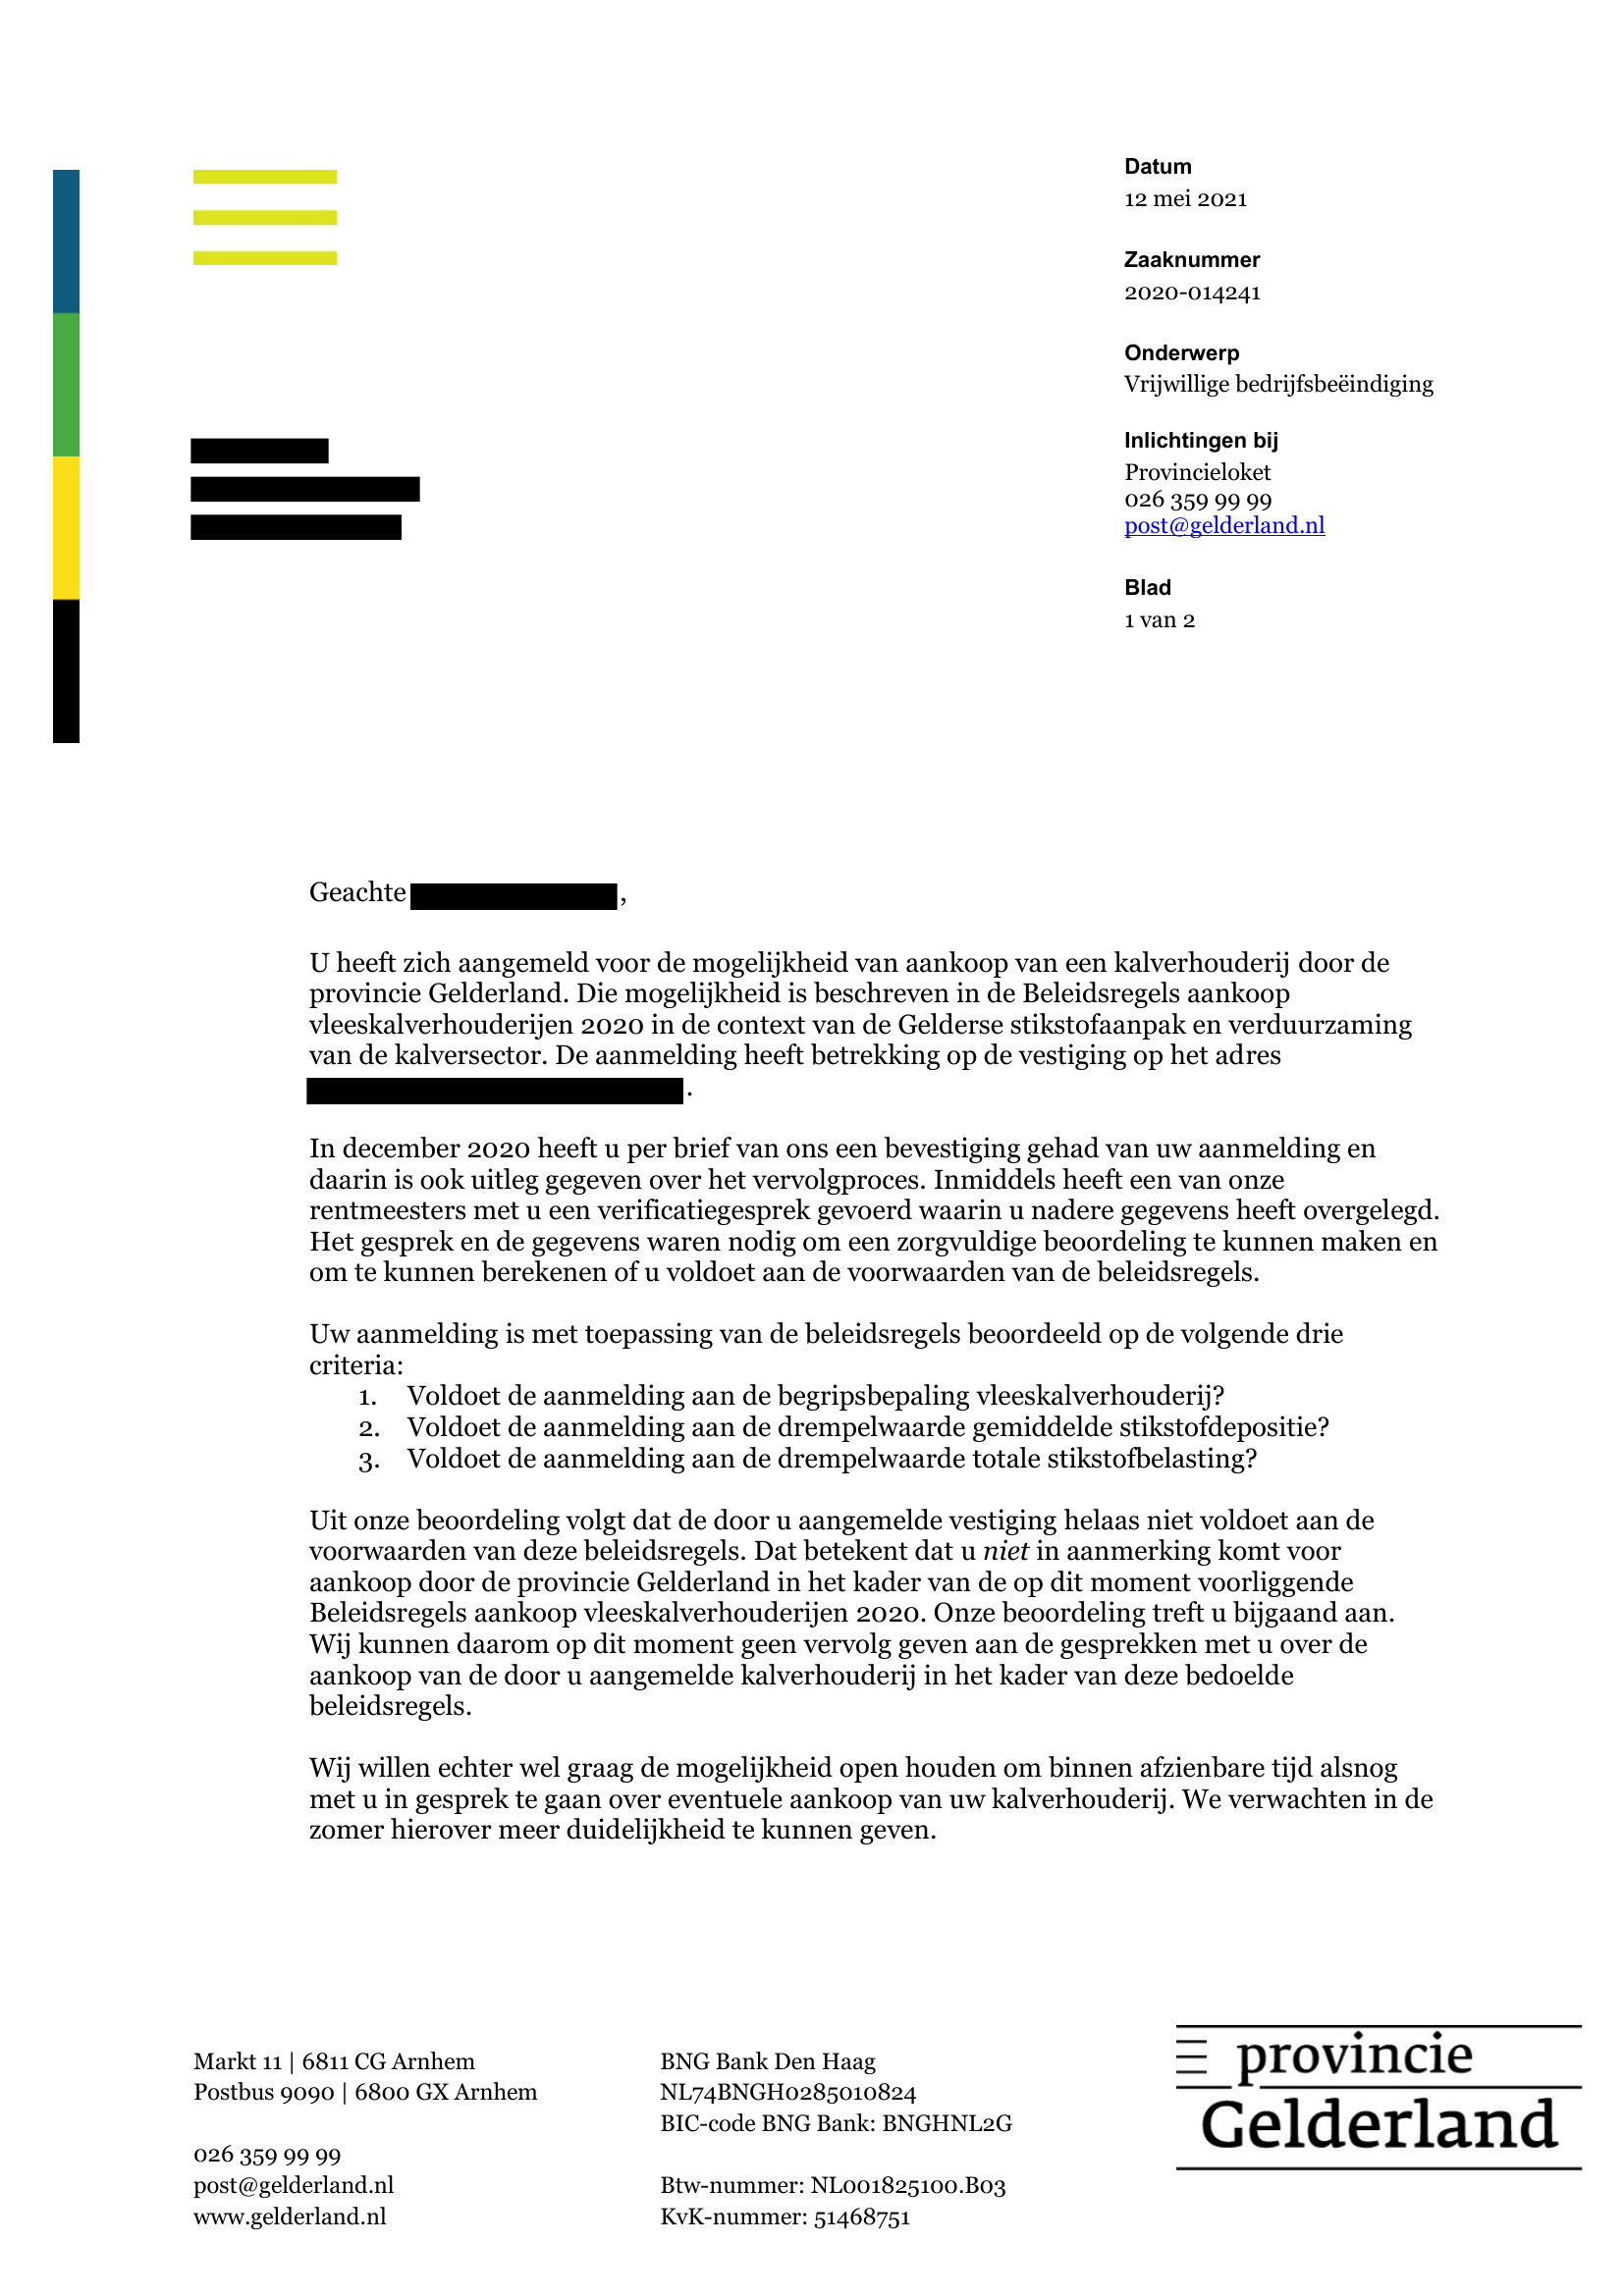 Datum
12 mei 2021
Zaaknummer
2020-014241
Onderwerp
Vrijwillige bedrijfsbeëindiging
Inlichtingen bij
Provincieloket
026 359 99 99
post@gelderland.nl
Blad
1 van 2
Geachte ,
U heeft zich aangemeld voor de mogelijkheid van aankoop van een kalverhouderij door de
provincie Gelderland. Die mogelijkheid is beschreven in de Beleidsregels aankoop
vleeskalverhouderijen 2020 in de context van de Gelderse stikstofaanpak en verduurzaming
van de kalversector. De aanmelding heeft betrekking op de vestiging op het adres
.
In december 2020 heeft u per brief van ons een bevestiging gehad van uw aanmelding en
daarin is ook uitleg gegeven over het vervolgproces. Inmiddels heeft een van onze
rentmeesters met u een verificatiegesprek gevoerd waarin u nadere gegevens heeft overgelegd.
Het gesprek en de gegevens waren nodig om een zorgvuldige beoordeling te kunnen maken en
om te kunnen berekenen of u voldoet aan de voorwaarden van de beleidsregels.
Uw aanmelding is met toepassing van de beleidsregels beoordeeld op de volgende drie
criteria:
1. Voldoet de aanmelding aan de begripsbepaling vleeskalverhouderij?
2. Voldoet de aanmelding aan de drempelwaarde gemiddelde stikstofdepositie?
3. Voldoet de aanmelding aan de drempelwaarde totale stikstofbelasting?
Uit onze beoordeling volgt dat de door u aangemelde vestiging helaas niet voldoet aan de
voorwaarden van deze beleidsregels. Dat betekent dat u niet in aanmerking komt voor
aankoop door de provincie Gelderland in het kader van de op dit moment voorliggende
Beleidsregels aankoop vleeskalverhouderijen 2020. Onze beoordeling treft u bijgaand aan.
Wij kunnen daarom op dit moment geen vervolg geven aan de gesprekken met u over de
aankoop van de door u aangemelde kalverhouderij in het kader van deze bedoelde
beleidsregels.
Wij willen echter wel graag de mogelijkheid open houden om binnen afzienbare tijd alsnog
met u in gesprek te gaan over eventuele aankoop van uw kalverhouderij. We verwachten in de
zomer hierover meer duidelijkheid te kunnen geven.
Markt 11 | 6811 CG Arnhem
Postbus 9090 | 6800 GX Arnhem
026 359 99 99
post@gelderland.nl
www.gelderland.nl
BNG Bank Den Haag
NL74BNGH0285010824
BIC-code BNG Bank: BNGHNL2G
Btw-nummer: NL001825100.B03
KvK-nummer: 51468751
provincie
Gelderland